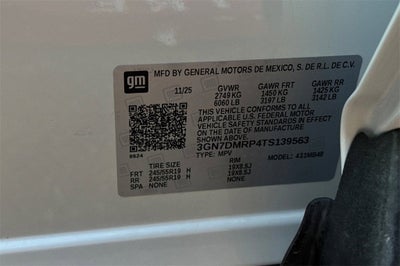 gm
MFD BY GENERAL MOTORS DE MEXICO, S. DE R.L. DE C.V.
11/25 GVWR GAWR FRT GAWR RR
2749 KG 1450 KG 1425 KG
6060 LB 3197 LB 3142 LB
THIS VEHICLE CONFORMS TO ALL
APPLICABLE U.S. FEDERAL MOTOR
VEHICLE SAFETY STANDARDS IN EFFECT ON
THE DATE OF MANUFACTURE SHOWN ABOVE.
3GN7DMRP4TS139563
TYPE: MPV MODEL:
TIRE SIZE RIM
FRT 245/55R19 H 19X8.5J
RR 245/55R19 H 19X8.5J
SPA NONE NONE